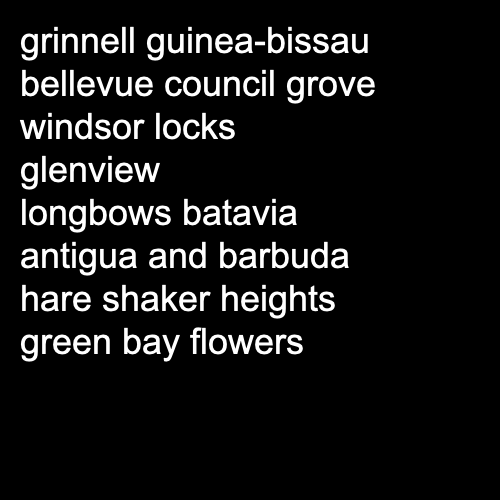 grinnell guinea-bissau
bellevue council grove
windsor locks
glenview
longbows batavia
antigua and barbuda
hare shaker heights
green bay flowers